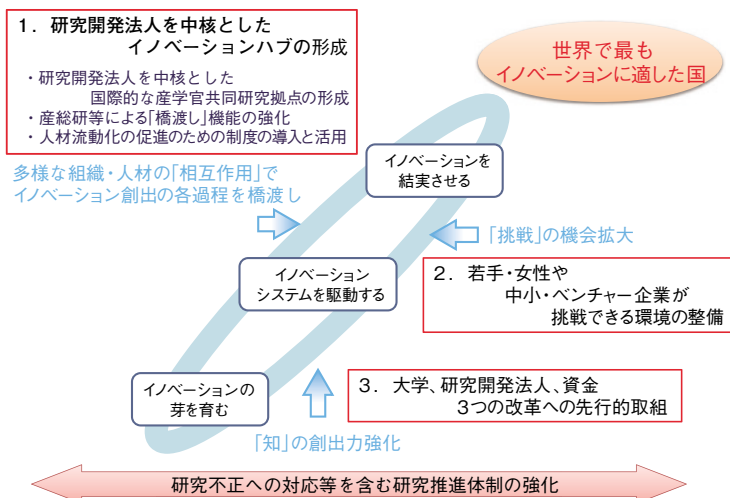 1．研究開発法人を中核とした
イノベーションハブの形成
・研究開発法人を中核とした
国際的な産学官共同研究拠点の形成
・産総研等による「橋渡し」機能の強化
・人材流動化の促進のための制度の導入と活用
世界で最も
イノベーションに適した国
多様な組織・人材の「相互作用」で
イノベーション創出の各過程を橋渡し
イノベーションを
結実させる
「挑戦」の機会拡大
2．若手・女性や
中小・ベンチャー企業が
挑戦できる環境の整備
イノベーション
システムを駆動する
イノベーションの
芽を育む
3．大学、研究開発法人、資金
3つの改革への先行的取組
「知」の創出力強化
研究不正への対応等を含む研究推進体制の強化